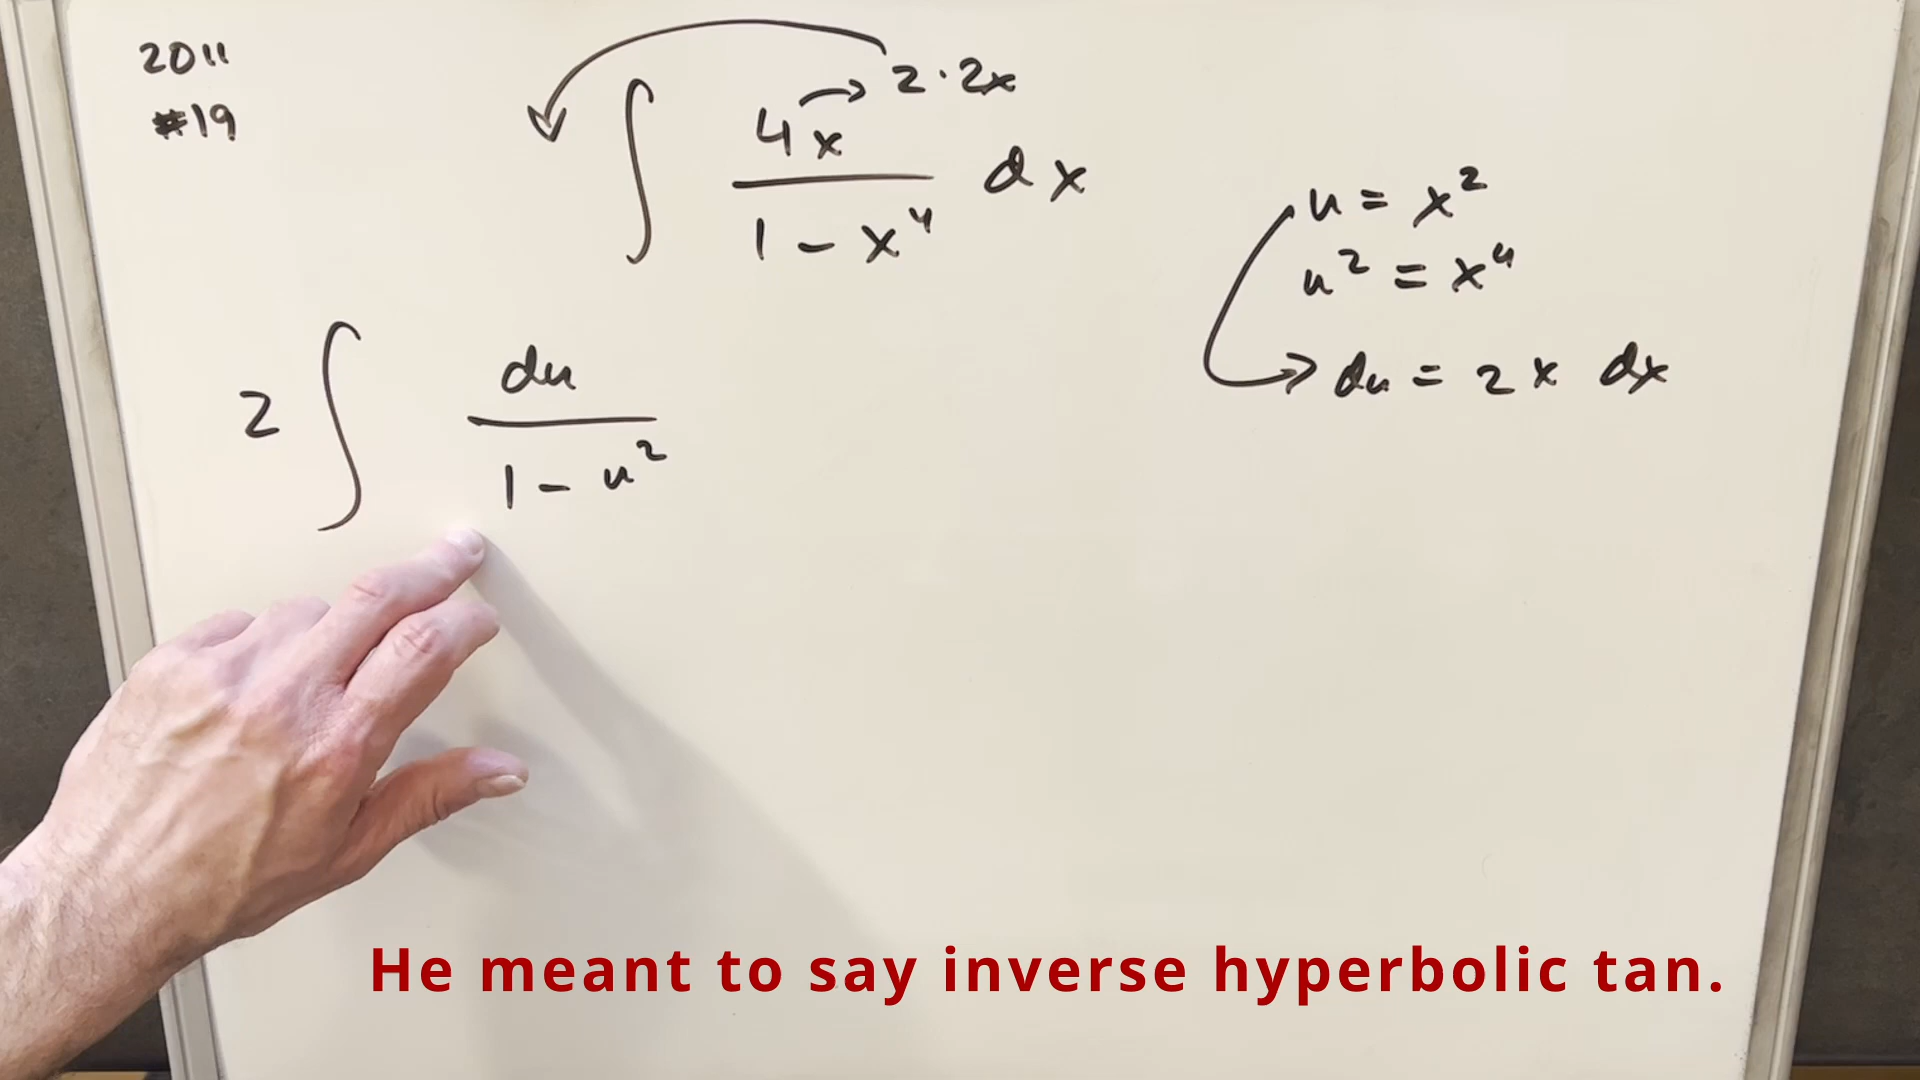 2011
#19
2·2x
∫ 4x / (1 - x⁴) dx
u = x²
u² = x⁴
du = 2x dx
2 ∫ du / (1 - u²)
He meant to say inverse hyperbolic tan.